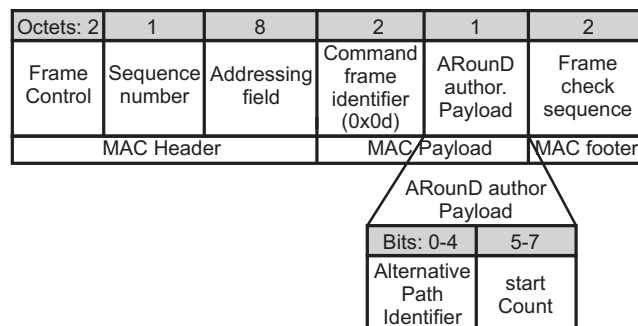 Octets: 2 1 8 2 1 2
Frame Control
Sequence number
Addressing field
Command frame identifier (0x0d)
ARounD author. Payload
Frame check sequence
MAC Header MAC Payload MAC footer
ARounD author
Payload
Bits: 0-4 5-7
Alternative Path Identifier
start Count